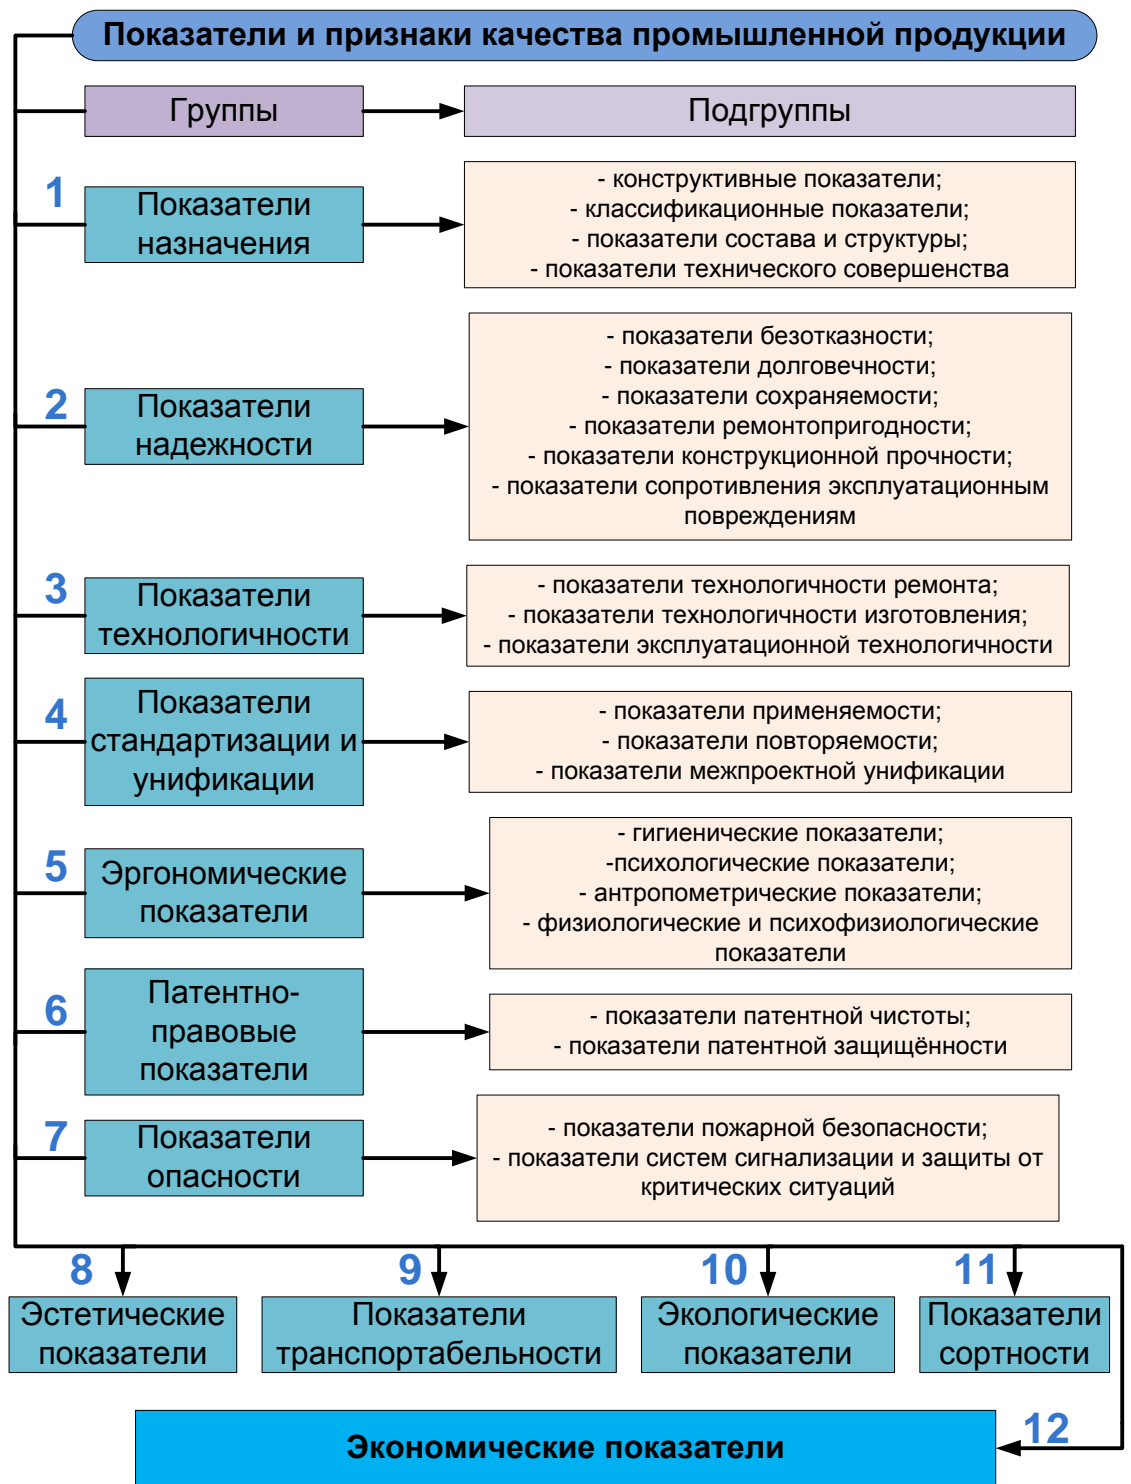 Показатели и признаки качества промышленной продукции
Группы
Подгруппы
1
Показатели
назначения
- конструктивные показатели;
- классификационные показатели;
- показатели состава и структуры;
- показатели технического совершенства
2
Показатели
надежности
- показатели безотказности;
- показатели долговечности;
- показатели сохраняемости;
- показатели ремонтопригодности;
- показатели конструкционной прочности;
- показатели сопротивления эксплуатационным
повреждениям
3
Показатели
технологичности
- показатели технологичности ремонта;
- показатели технологичности изготовления;
- показатели эксплуатационной технологичности
4
Показатели
стандартизации и
унификации
- показатели применяемости;
- показатели повторяемости;
- показатели межпроектной унификации
5
Эргономические
показатели
- гигиенические показатели;
-психологические показатели;
- антропометрические показатели;
- физиологические и психофизиологические
показатели
6
Патентно-
правовые
показатели
- показатели патентной чистоты;
- показатели патентной защищённости
7
Показатели
опасности
- показатели пожарной безопасности;
- показатели систем сигнализации и защиты от
критических ситуаций
8
Эстетические
показатели
9
Показатели
транспортабельности
10
Экологические
показатели
11
Показатели
сортности
12
Экономические показатели